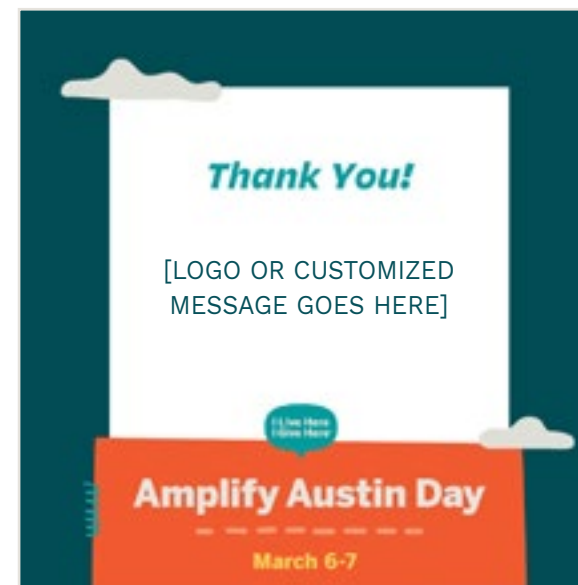 Thank You!
[LOGO OR CUSTOMIZED
MESSAGE GOES HERE]
I Live Here
I Give Here
Amplify Austin Day
March 6-7